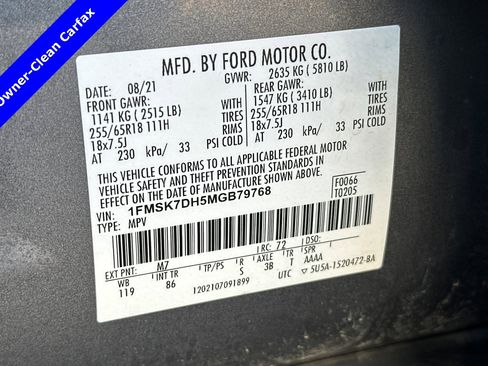 Owner-Clean Carfax
MFD. BY FORD MOTOR CO.
DATE: 08/21 GVWR: 2635 KG ( 5810 LB)
FRONT GAWR: REAR GAWR:
1141 KG ( 2515 LB) WITH 1547 KG ( 3410 LB) WITH
255/65R18 111H TIRES 255/65R18 111H TIRES
18x7.5J RIMS 18x7.5J RIMS
AT 230 kPa/ 33 PSI COLD AT 230 kPa/ 33 PSI COLD
THIS VEHICLE CONFORMS TO ALL APPLICABLE FEDERAL MOTOR
VEHICLE SAFETY AND THEFT PREVENTION STANDARDS IN
EFFECT ON THE DATE OF MANUFACTURE SHOWN ABOVE.
VIN: 1FMSK7DH5MGB79768 F0066
TYPE: MPV T0205
EXT PNT: M7 RC: 72 DSO:
WB INT TR TP/PS R AXLE TR SPR
119 86 S 3B T AAAA
1202107091899 UTC ▽ 5U5A-1520472-BA